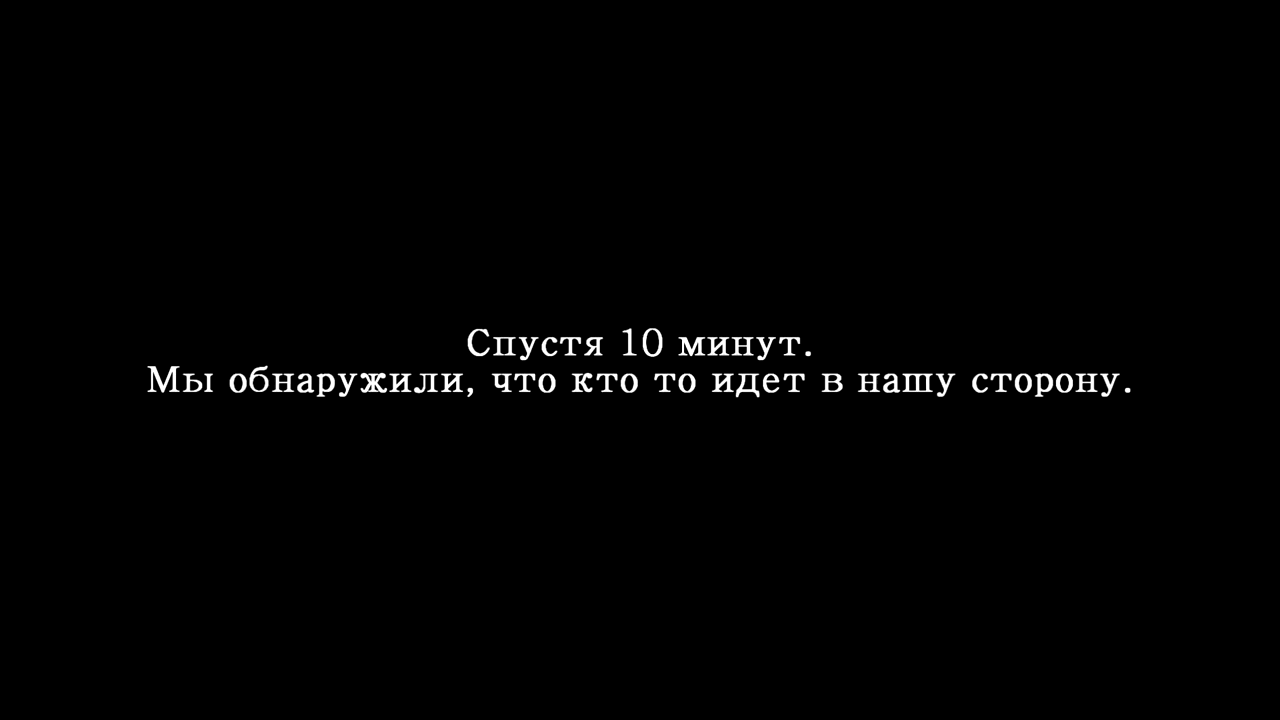 Спустя 10 минут.
Мы обнаружили, что кто то идет в нашу сторону.